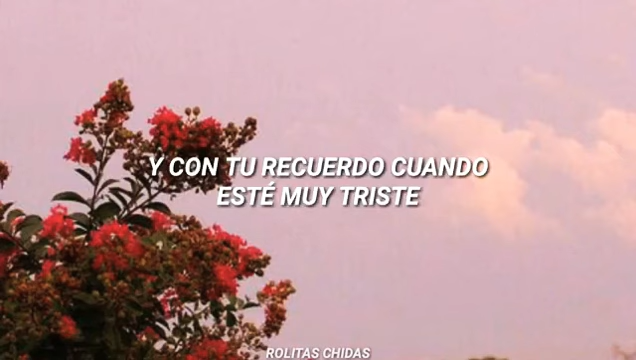 Y CON TU RECUERDO CUANDO
ESTÉ MUY TRISTE
ROLITAS CHIDAS